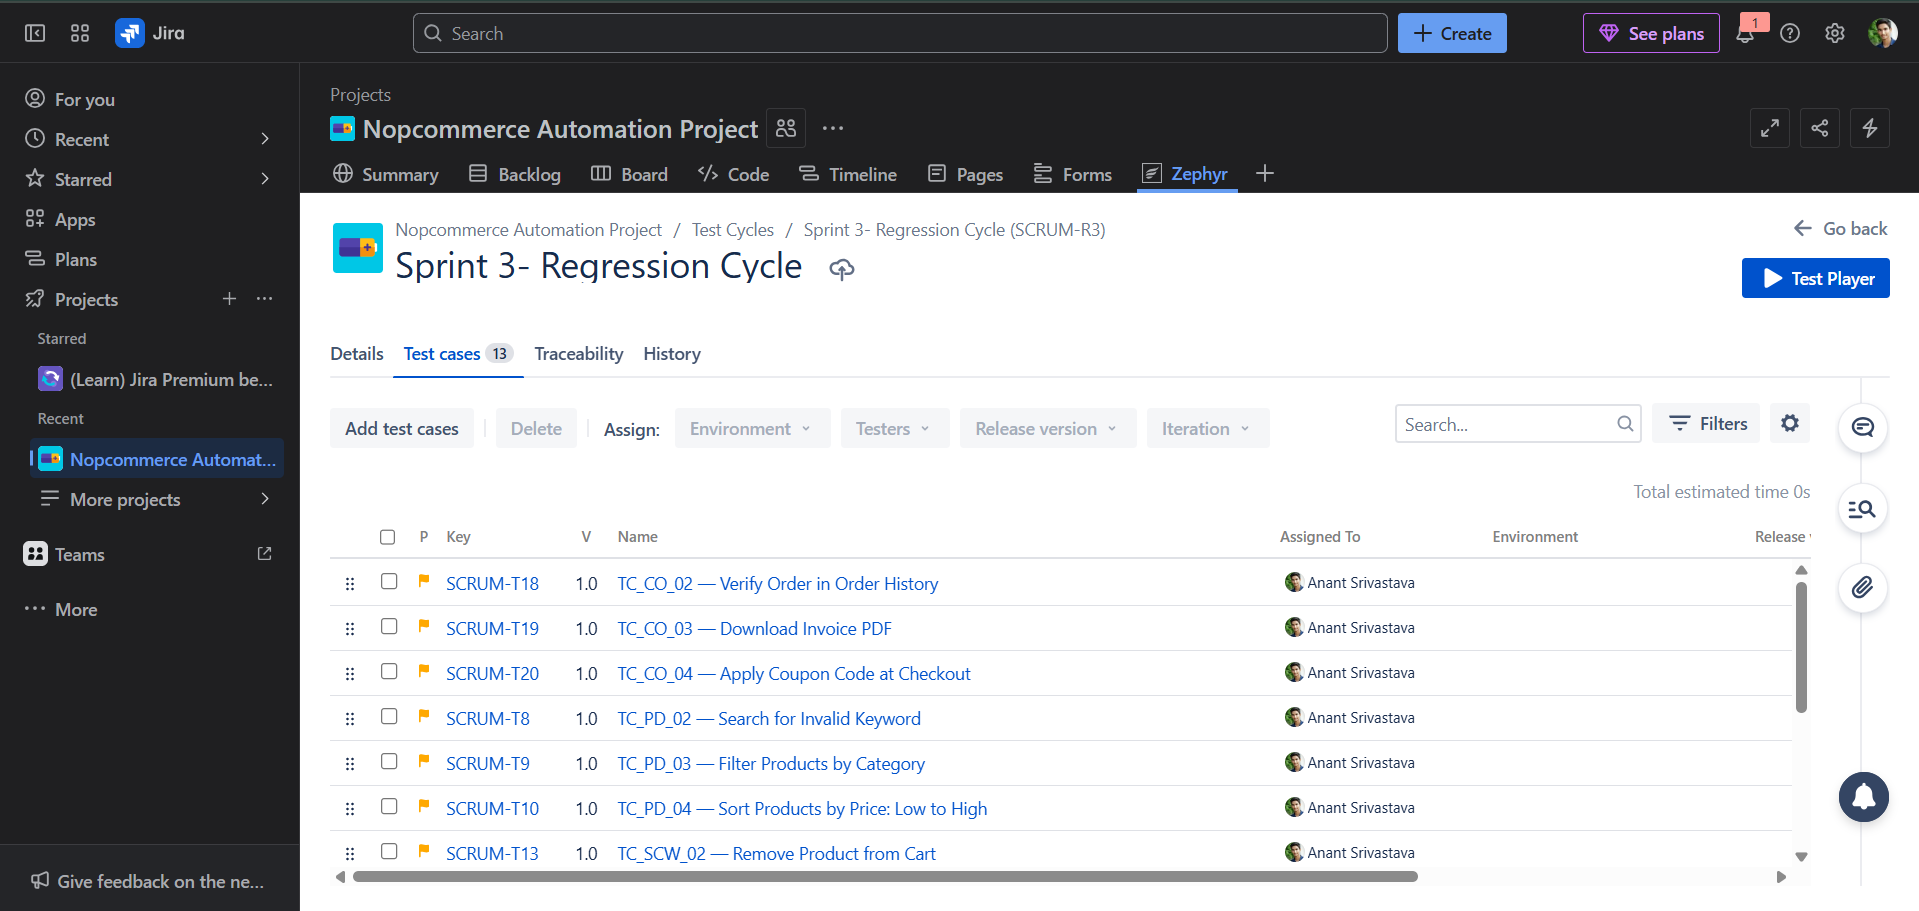 Jira
Search
Create
See plans
1
For you
Recent
Starred
Apps
Plans
Projects
Starred
(Learn) Jira Premium be...
Recent
Nopcommerce Automat...
More projects
Teams
More
Give feedback on the ne...
Projects
Nopcommerce Automation Project
Summary Backlog Board Code Timeline Pages Forms Zephyr
Nopcommerce Automation Project / Test Cycles / Sprint 3- Regression Cycle (SCRUM-R3)
Go back
Sprint 3- Regression Cycle
Test Player
Details Test cases 13 Traceability History
Add test cases Delete Assign: Environment Testers Release version Iteration Search... Filters
Total estimated time 0s
P Key V Name Assigned To Environment Release
SCRUM-T18 1.0 TC_CO_02 — Verify Order in Order History Anant Srivastava
SCRUM-T19 1.0 TC_CO_03 — Download Invoice PDF Anant Srivastava
SCRUM-T20 1.0 TC_CO_04 — Apply Coupon Code at Checkout Anant Srivastava
SCRUM-T8 1.0 TC_PD_02 — Search for Invalid Keyword Anant Srivastava
SCRUM-T9 1.0 TC_PD_03 — Filter Products by Category Anant Srivastava
SCRUM-T10 1.0 TC_PD_04 — Sort Products by Price: Low to High Anant Srivastava
SCRUM-T13 1.0 TC_SCW_02 — Remove Product from Cart Anant Srivastava